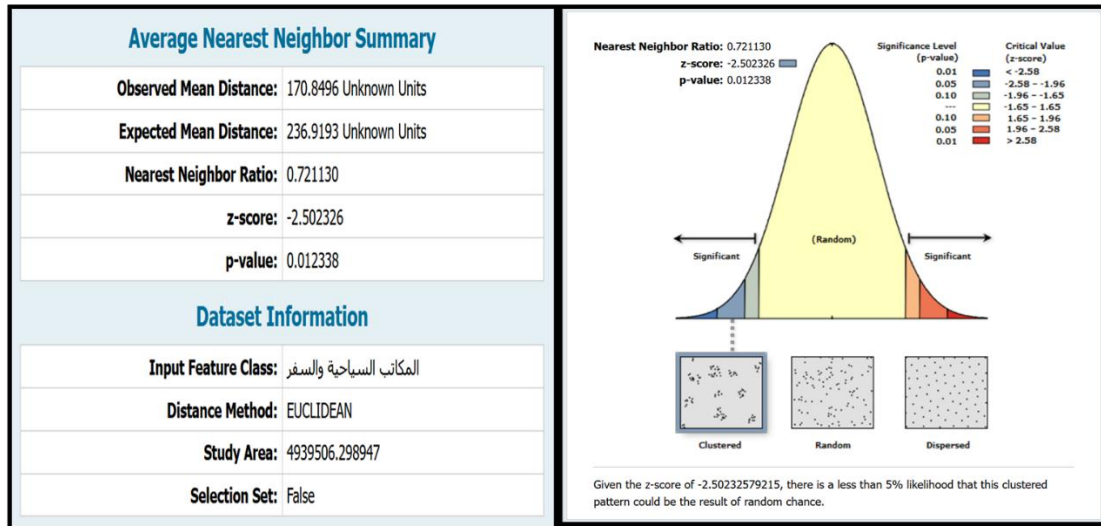 Average Nearest Neighbor Summary
Observed Mean Distance: 170.8496 Unknown Units
Expected Mean Distance: 236.9193 Unknown Units
Nearest Neighbor Ratio: 0.721130
z-score: -2.502326
p-value: 0.012338
Dataset Information
Input Feature Class: المكاتب السياحية والسفر
Distance Method: EUCLIDEAN
Study Area: 4939506.298947
Selection Set: False
Nearest Neighbor Ratio: 0.721130
z-score: -2.502326
p-value: 0.012338
Significance Level Critical Value
(p-value) (z-score)
0.01 < -2.58
0.05 -2.58 - -1.96
0.10 -1.96 - -1.65
--- -1.65 - 1.65
0.10 1.65 - 1.96
0.05 1.96 - 2.58
0.01 > 2.58
(Random)
Significant Significant
Clustered Random Dispersed
Given the z-score of -2.50232579215, there is a less than 5% likelihood that this clustered
pattern could be the result of random chance.